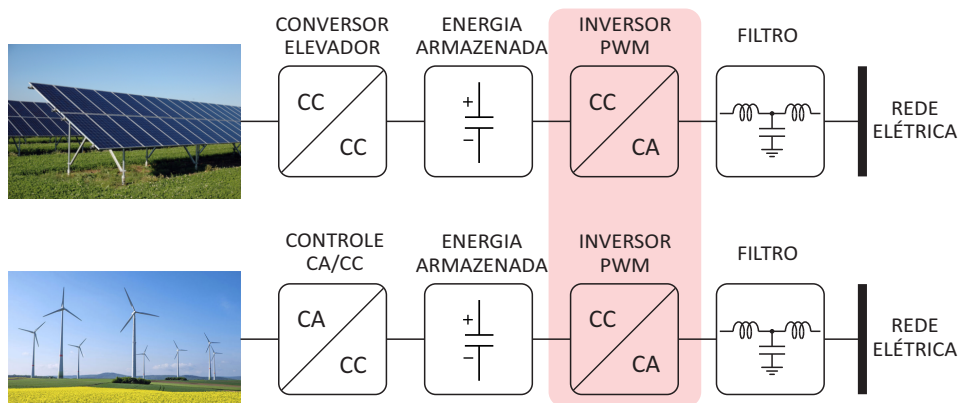 CONVERSOR
ELEVADOR
ENERGIA
ARMAZENADA
INVERSOR
PWM
FILTRO
CC
CC
+
−
CC
CA
REDE
ELÉTRICA
CONTROLE
CA/CC
ENERGIA
ARMAZENADA
INVERSOR
PWM
FILTRO
CA
CC
+
−
CC
CA
REDE
ELÉTRICA